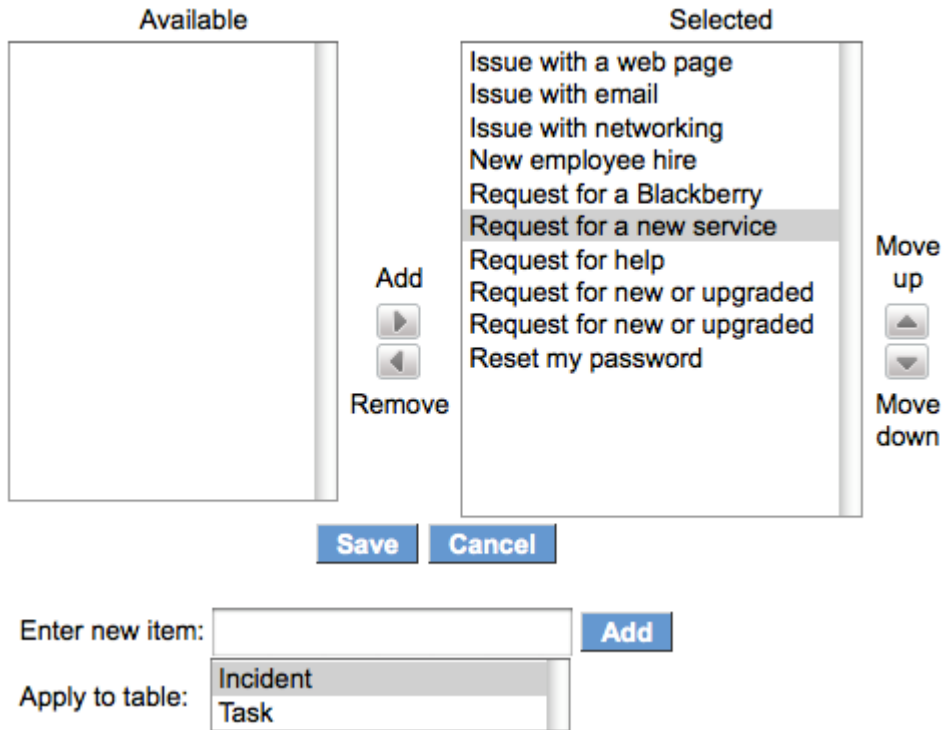 Available
Selected
Issue with a web page
Issue with email
Issue with networking
New employee hire
Request for a Blackberry
Request for a new service
Request for help
Request for new or upgraded
Request for new or upgraded
Reset my password
Add
Remove
Move
up
Move
down
Save Cancel
Enter new item: Add
Apply to table:
Incident
Task